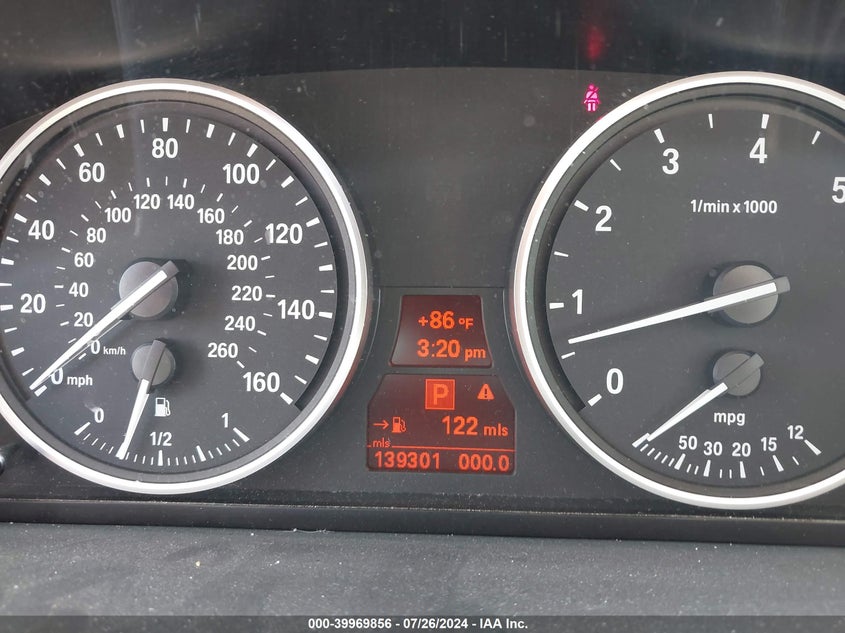 20
40
60
80
100
120
140
160
0 mph
20
40
60
80
100
120
140
160
180
200
220
240
260
0 km/h
0
1/2
1
+86 °F
3:20 pm
P
→ 122 mls
mls
139301 000.0
0
1
2
3
4
5
1/min x 1000
mpg
50 30 20 15 12
000-39969856 / 07/26/2024 - IAA Inc.